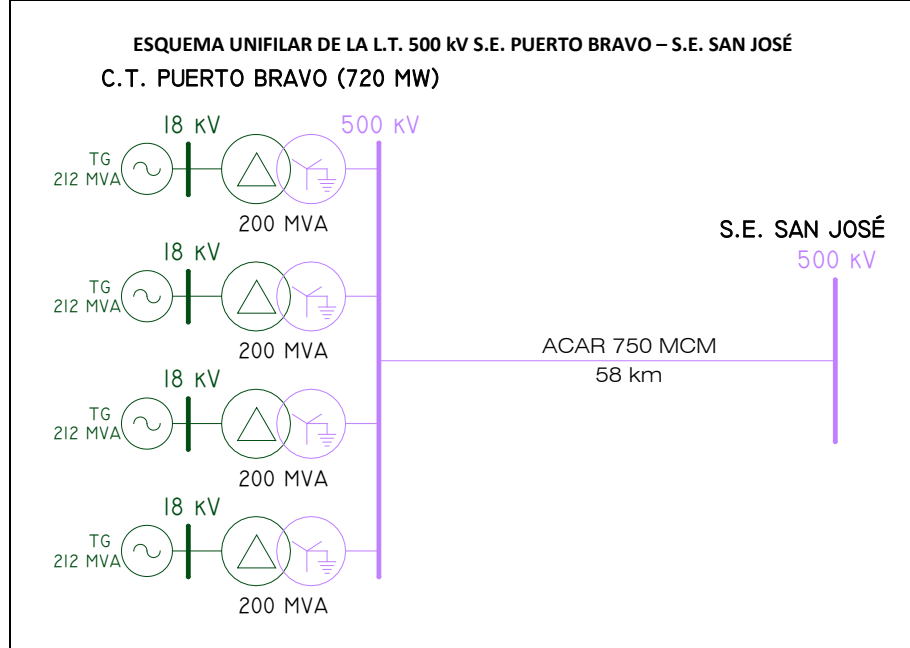 ESQUEMA UNIFILAR DE LA L.T. 500 kV S.E. PUERTO BRAVO – S.E. SAN JOSÉ
C.T. PUERTO BRAVO (720 MW)
18 KV
500 KV
TG
212 MVA
200 MVA
S.E. SAN JOSÉ
500 KV
18 KV
TG
212 MVA
200 MVA
ACAR 750 MCM
58 km
18 KV
TG
212 MVA
200 MVA
18 KV
TG
212 MVA
200 MVA